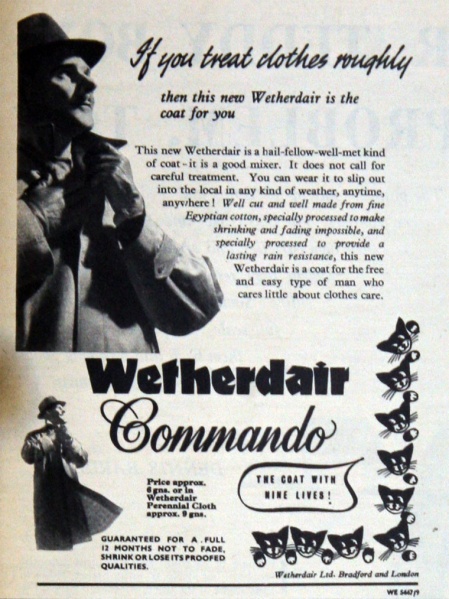 If you treat clothes roughly
then this new Wetherdair is the
coat for you
This new Wetherdair is a hail-fellow-well-met kind
of coat - it is a good mixer. It does not call for
careful treatment. You can wear it to slip out
into the local in any kind of weather, anytime,
anywhere! Well cut and well made from fine
Egyptian cotton, specially processed to make
shrinking and fading impossible, and
specially processed to provide a
lasting rain resistance, this new
Wetherdair is a coat for the free
and easy type of man who
cares little about clothes care.
Wetherdair
Commando
Price approx.
6 gns. or in
Wetherdair
Perennial Cloth
approx. 9 gns.
THE COAT WITH
NINE LIVES!
GUARANTEED FOR A FULL
12 MONTHS NOT TO FADE,
SHRINK OR LOSE ITS PROOFED
QUALITIES.
Wetherdair Ltd. Bradford and London
WE 5447/9